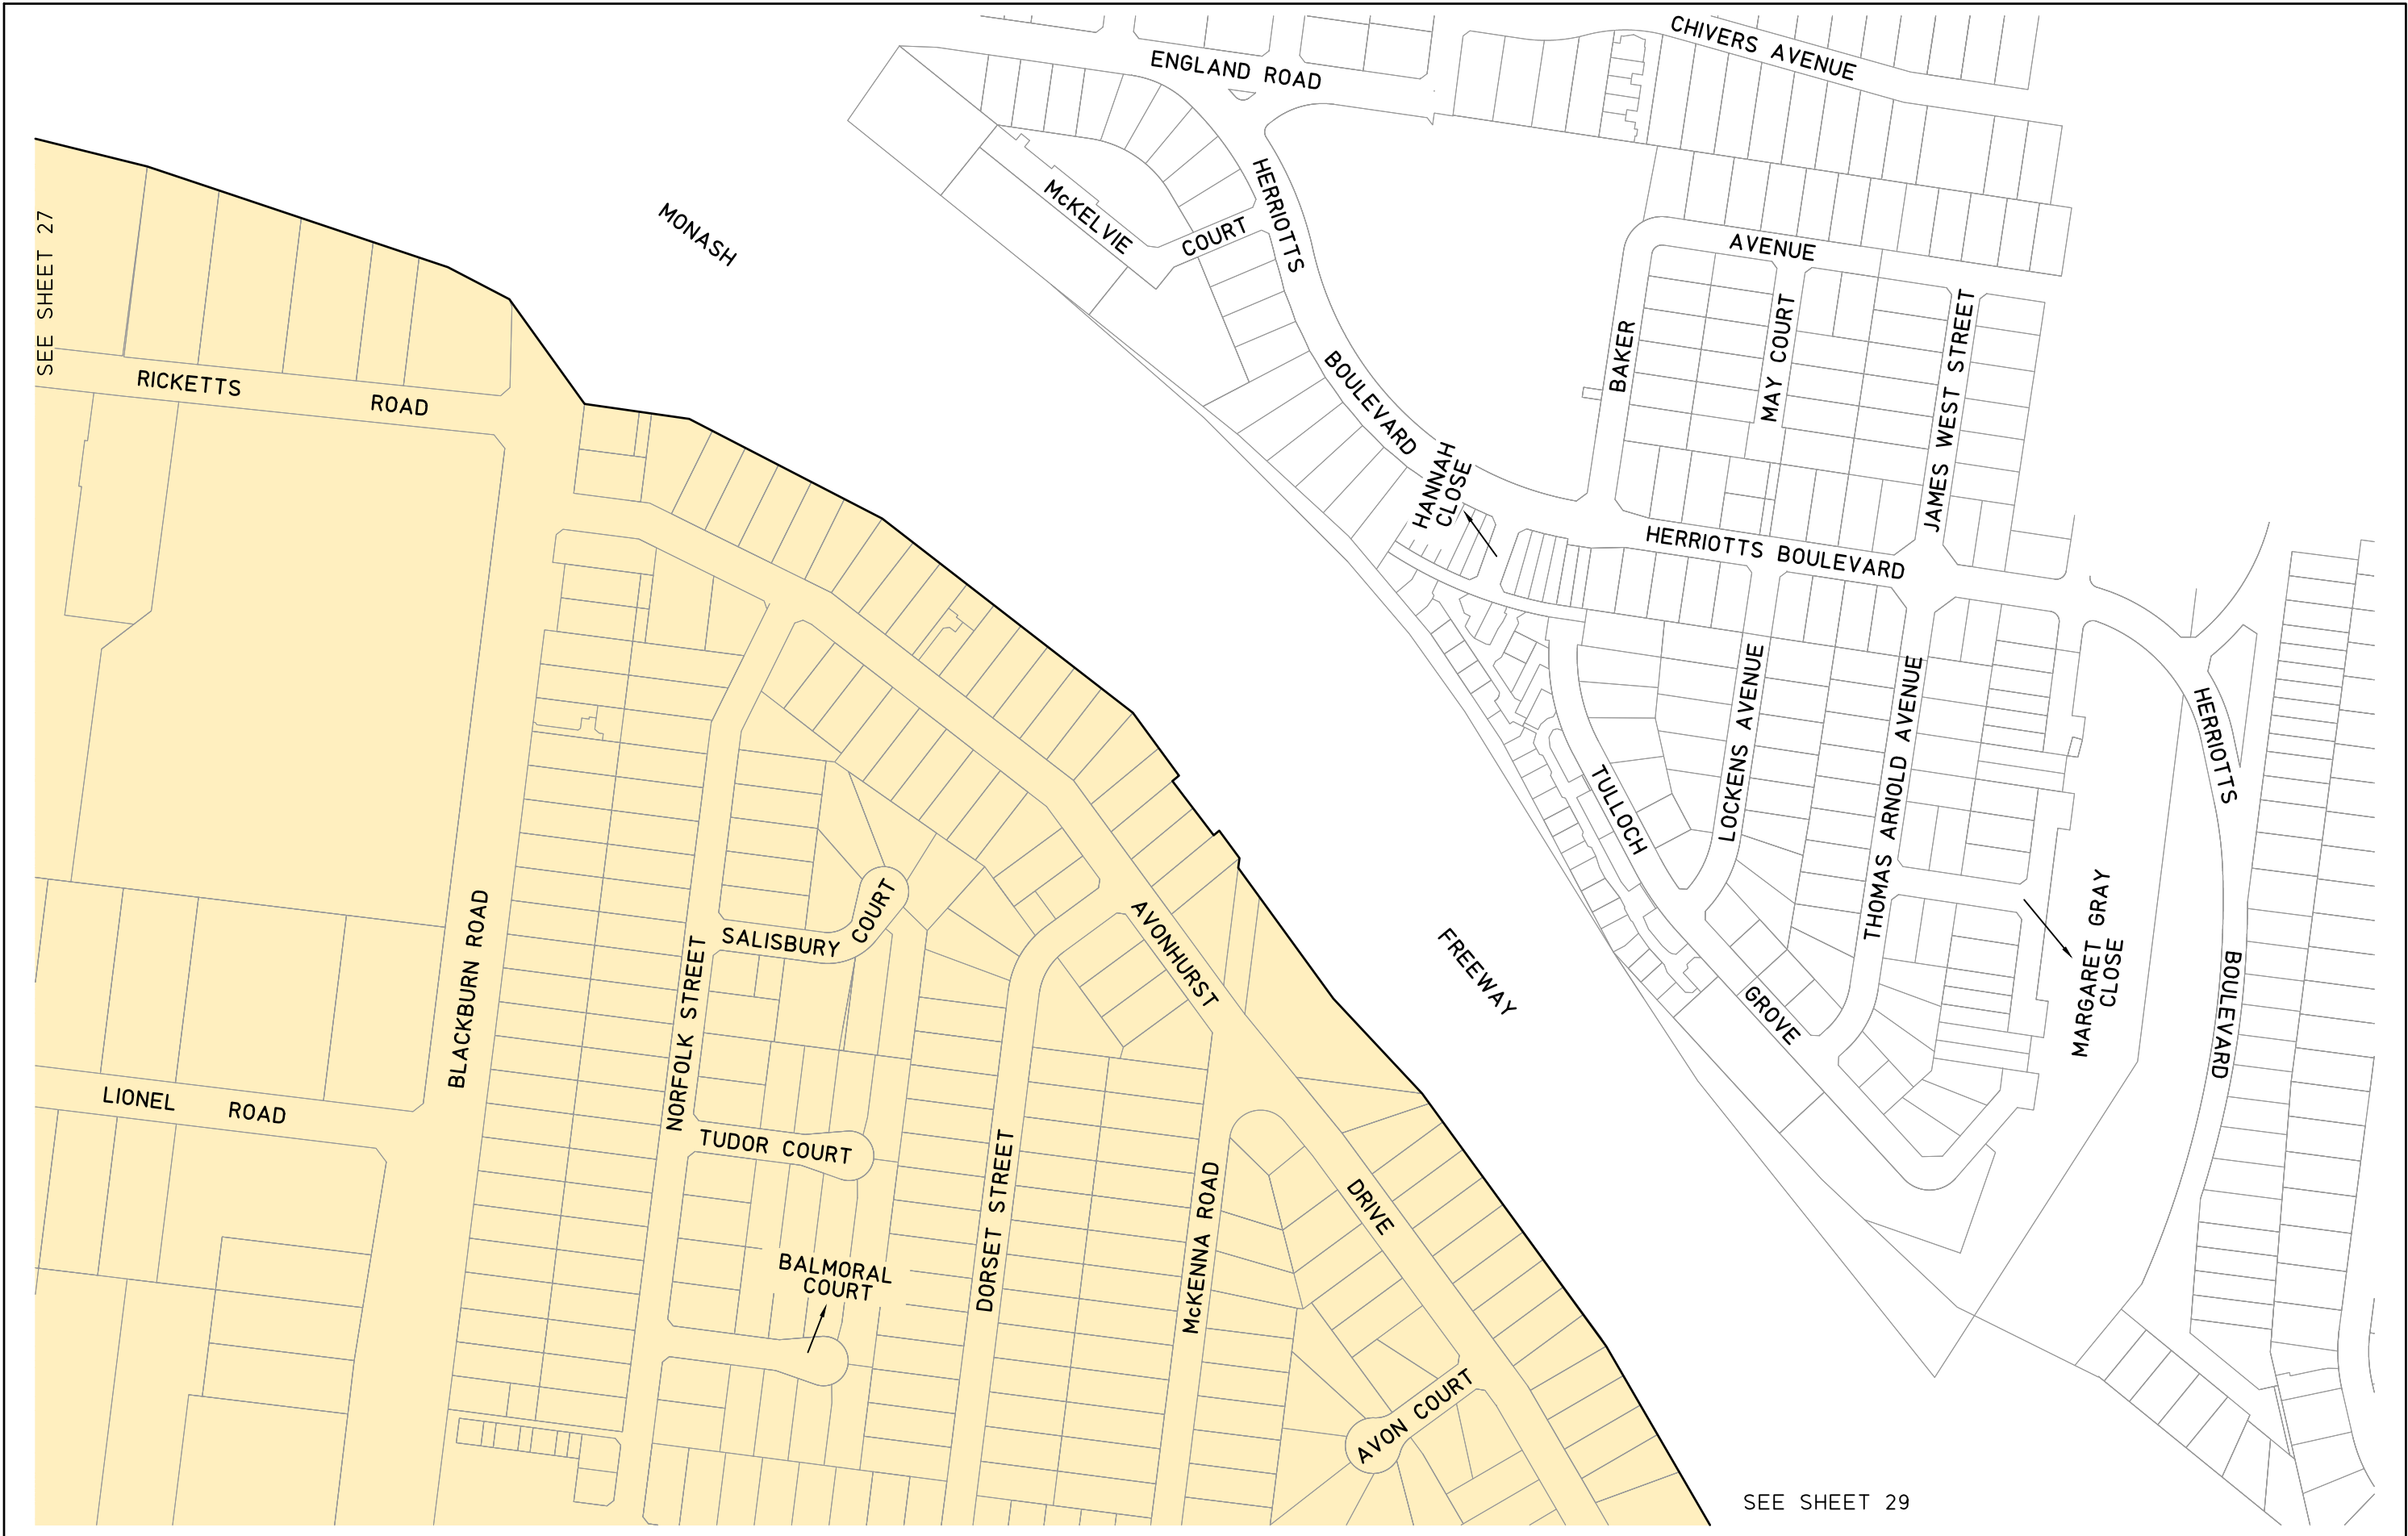 CHIVERS AVENUE
ENGLAND ROAD
SEE SHEET 27
MONASH
McKELVIE
COURT
HERRIOTTS
AVENUE
BAKER
MAY COURT
JAMES WEST STREET
RICKETTS
ROAD
BOULEVARD
HANNAH
CLOSE
HERRIOTTS BOULEVARD
LOCKENS AVENUE
THOMAS ARNOLD AVENUE
HERRIOTTS
TULLOCH
BLACKBURN ROAD
NORFOLK STREET
SALISBURY
COURT
AVONHURST
FREEWAY
GROVE
MARGARET GRAY
CLOSE
BOULEVARD
LIONEL
ROAD
TUDOR COURT
DORSET STREET
McKENNA ROAD
DRIVE
BALMORAL
COURT
AVON COURT
SEE SHEET 29